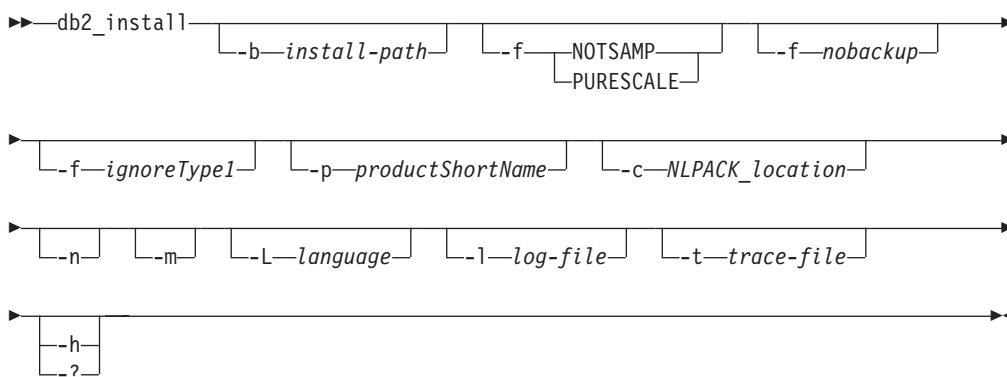 db2_install
-b install-path -f NOTSAMP -f nobackup
PURESCALE
-f ignoreType1 -p productShortName -c NLPACK_location
-n -m -L language -l log-file -t trace-file
-h
-?